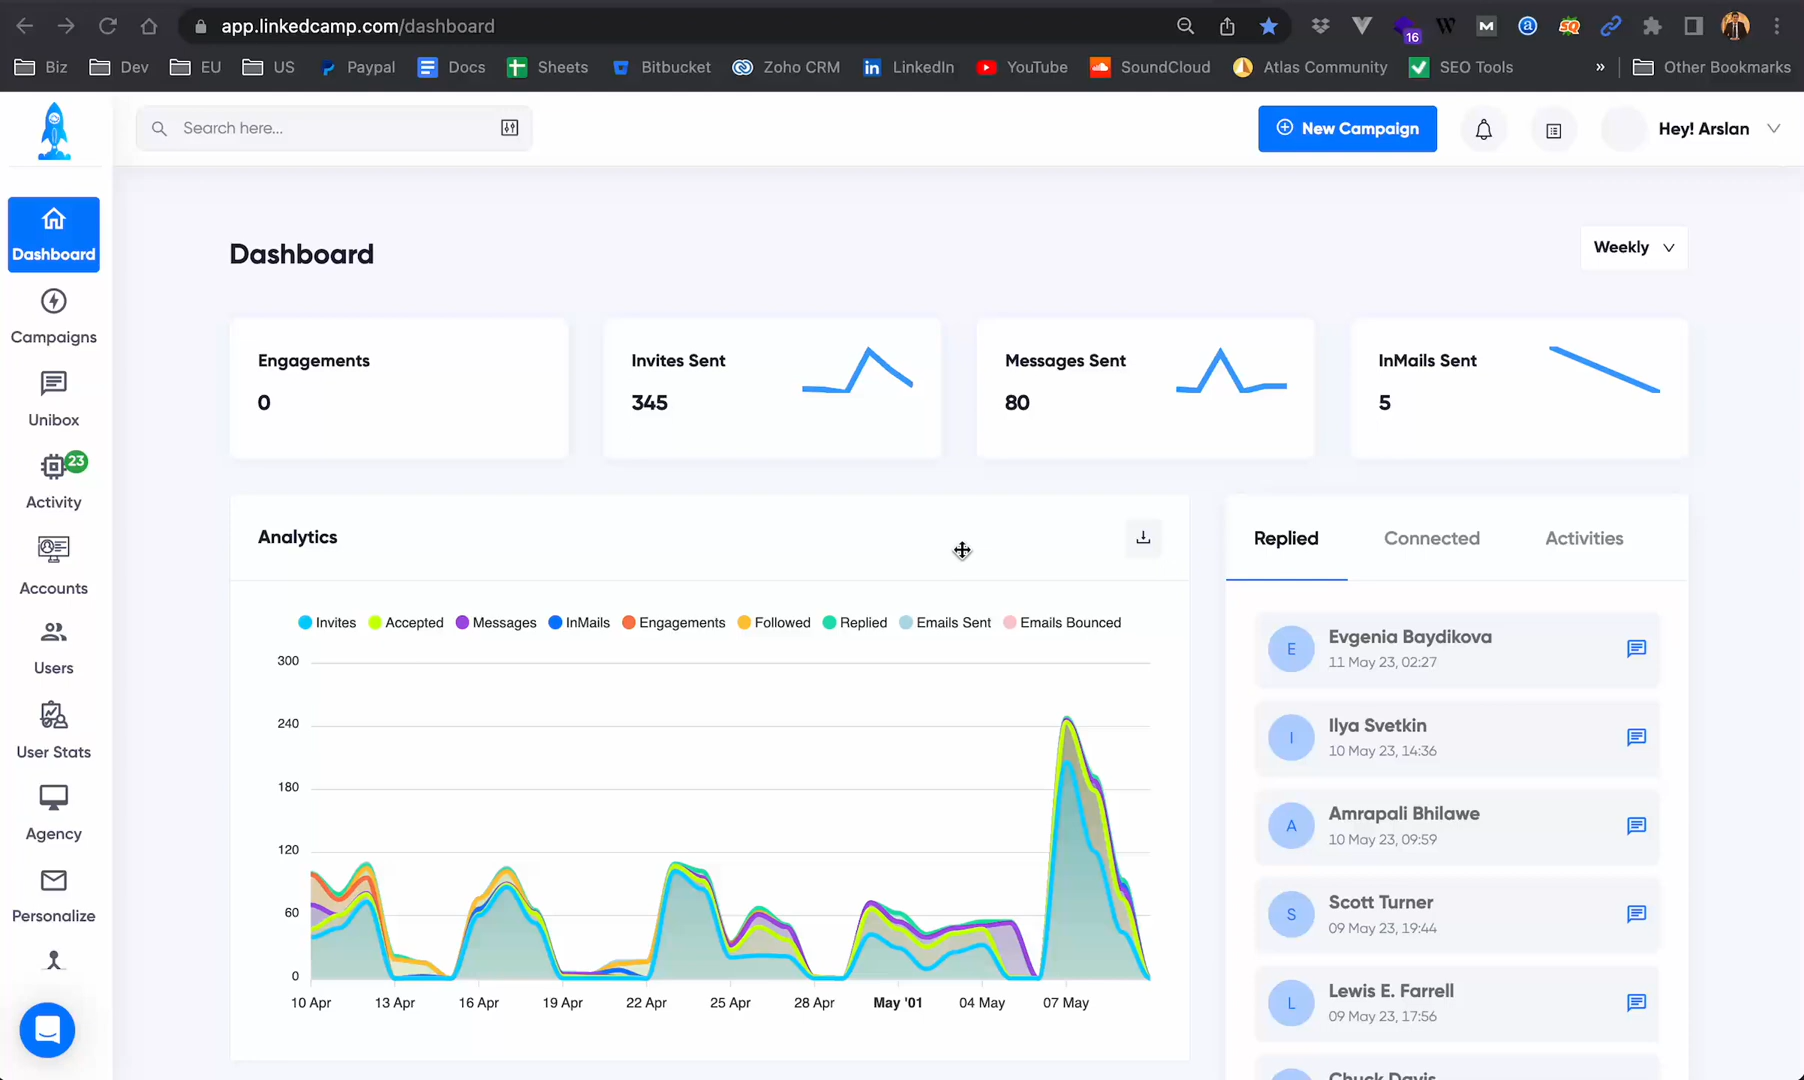 app.linkedcamp.com/dashboard
16
Biz
Dev
EU
US
Paypal
Docs
Sheets
Bitbucket
Zoho CRM
LinkedIn
YouTube
SoundCloud
Atlas Community
SEO Tools
»
Other Bookmarks
Search here...
New Campaign
Hey! Arslan
Dashboard
Campaigns
Unibox
23
Activity
Accounts
Users
User Stats
Agency
Personalize
Dashboard
Weekly
Engagements
0
Invites Sent
345
Messages Sent
80
InMails Sent
5
Analytics
Invites Accepted Messages InMails Engagements Followed Replied Emails Sent Emails Bounced
300
240
180
120
60
0
10 Apr 13 Apr 16 Apr 19 Apr 22 Apr 25 Apr 28 Apr May '01 04 May 07 May
Replied Connected Activities
E
Evgenia Baydikova
11 May 23, 02:27
I
Ilya Svetkin
10 May 23, 14:36
A
Amrapali Bhilawe
10 May 23, 09:59
S
Scott Turner
09 May 23, 19:44
L
Lewis E. Farrell
09 May 23, 17:56
Chuck Davis